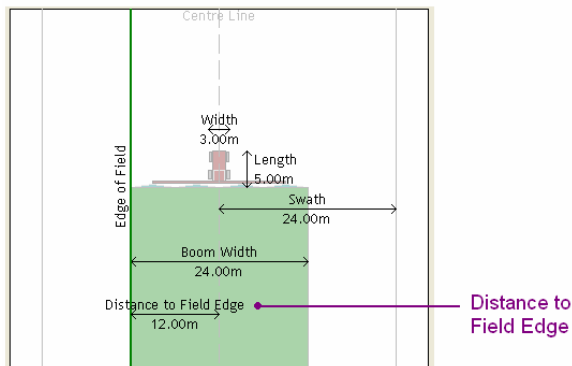 Centre Line
Width
3.00m
Length
5.00m
Edge of Field
Swath
24.00m
Boom Width
24.00m
Distance to Field Edge
12.00m
Distance to
Field Edge